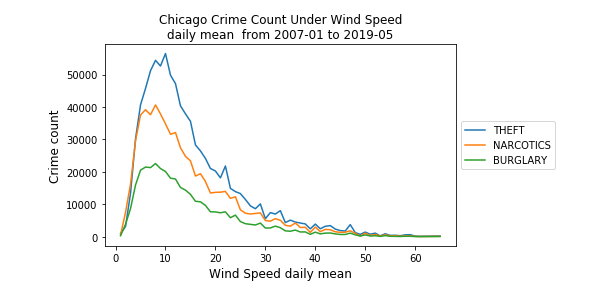 Chicago Crime Count Under Wind Speed
daily mean  from 2007-01 to 2019-05
Crime count
50000
40000
30000
20000
10000
0
0
10
20
30
40
50
60
Wind Speed daily mean
THEFT
NARCOTICS
BURGLARY